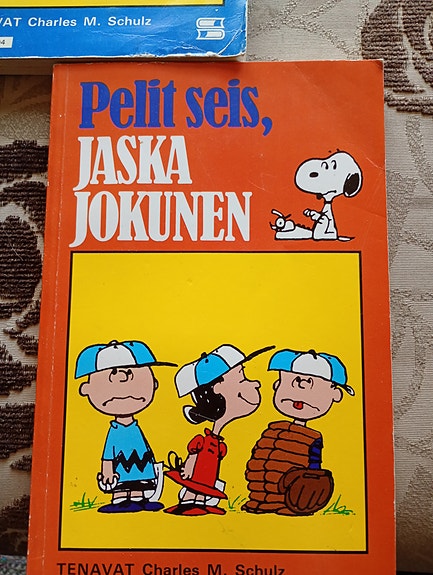 VAT Charles M. Schulz
Pelit seis,
JASKA
JOKUNEN
TENAVAT Charles M. Schulz